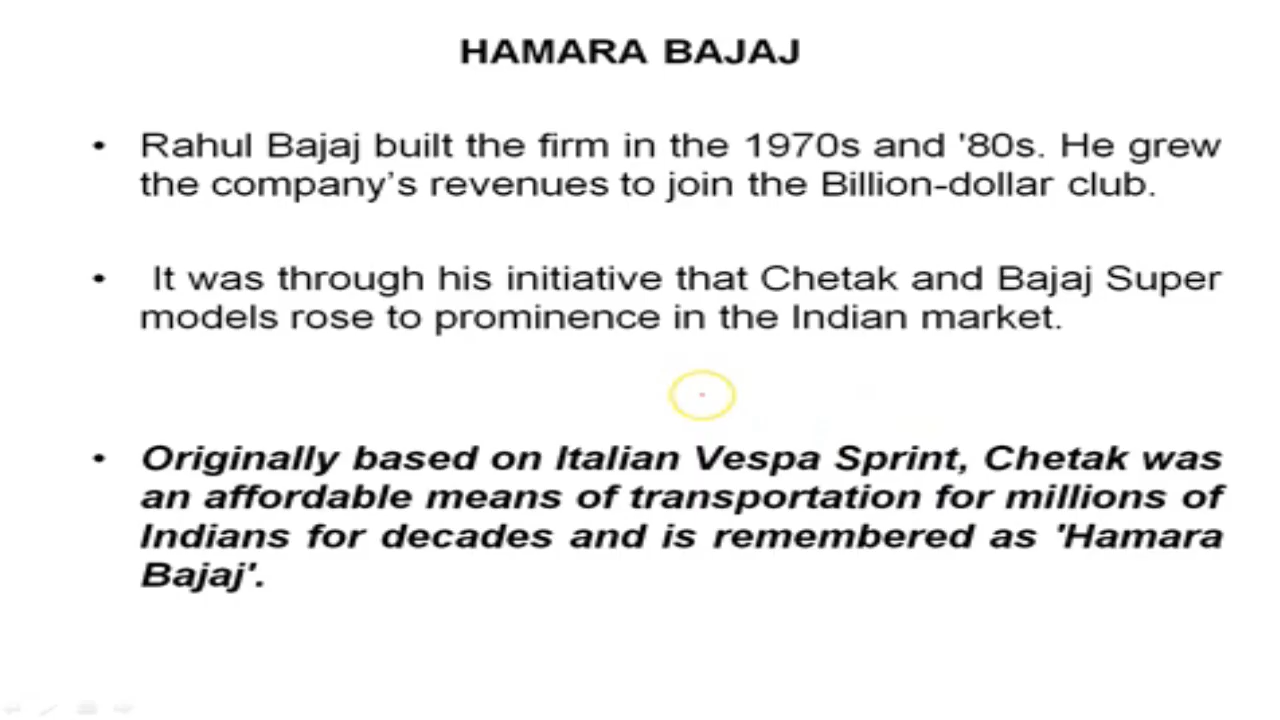 HAMARA BAJAJ
• Rahul Bajaj built the firm in the 1970s and '80s. He grew
the company’s revenues to join the Billion-dollar club.
• It was through his initiative that Chetak and Bajaj Super
models rose to prominence in the Indian market.
• Originally based on Italian Vespa Sprint, Chetak was
an affordable means of transportation for millions of
Indians for decades and is remembered as 'Hamara
Bajaj'.